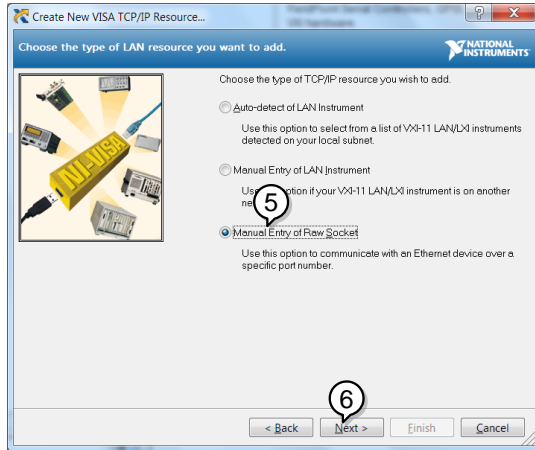 Create New VISA TCP/IP Resource...
Choose the type of LAN resource you want to add.
NATIONAL
INSTRUMENTS
Choose the type of TCP/IP resource you wish to add.
Auto-detect of LAN Instrument
Use this option to select from a list of VXI-11 LAN/LXI instruments
detected on your local subnet.
Manual Entry of LAN Instrument
option if your VXI-11 LAN/LXI instrument is on another
5
Manual Entry of Raw Socket
Use this option to communicate with an Ethernet device over a
specific port number.
NI-VISA
6
< Back
Next >
Finish
Cancel